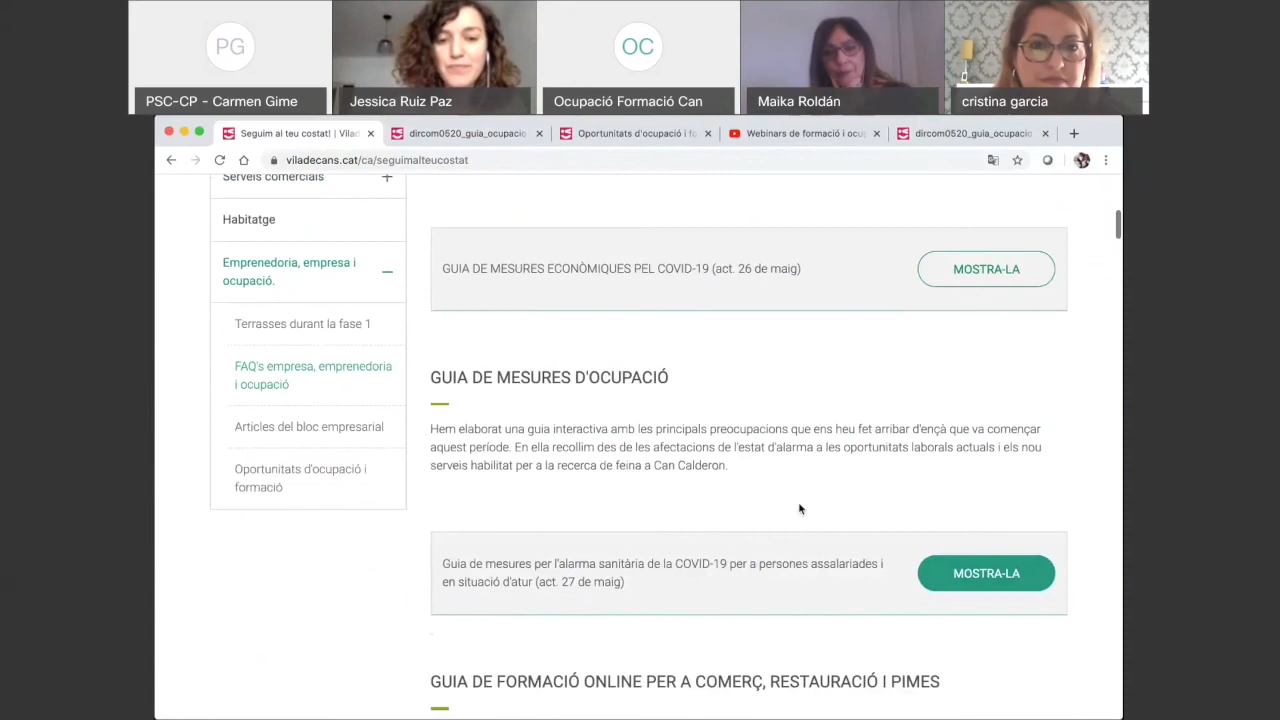 PG
OC
PSC-CP - Carmen Gime
Jessica Ruiz Paz
Ocupació Formació Can
Maika Roldán
cristina garcia
Seguim al teu costat! | Vilad
dircom0520_guia_ocupacio
Oportunitats d'ocupació i fo
Webinars de formació i ocu
dircom0520_guia_ocupacio
viladecans.cat/ca/seguimalteucostat
Serveis comercials
Habitatge
Emprenedoria, empresa i
ocupació.
Terrasses durant la fase 1
FAQ's empresa, emprenedoria
i ocupació
Articles del bloc empresarial
Oportunitats d'ocupació i
formació
GUIA DE MESURES ECONÒMIQUES PEL COVID-19 (act. 26 de maig)
MOSTRA-LA
GUIA DE MESURES D'OCUPACIÓ
Hem elaborat una guia interactiva amb les principals preocupacions que ens heu fet arribar d'ençà que va començar
aquest període. En ella recollim des de les afectacions de l'estat d'alarma a les oportunitats laborals actuals i els nou
serveis habilitat per a la recerca de feina a Can Calderon.
Guia de mesures per l'alarma sanitària de la COVID-19 per a persones assalariades i
en situació d'atur (act. 27 de maig)
MOSTRA-LA
GUIA DE FORMACIÓ ONLINE PER A COMERÇ, RESTAURACIÓ I PIMES